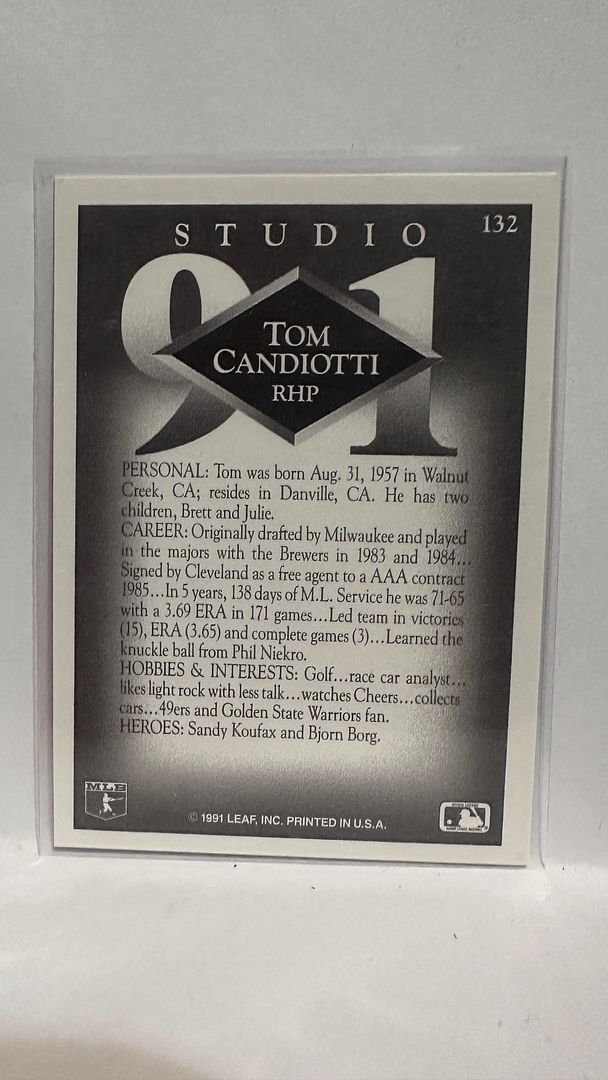 132
STUDIO
91
TOM
CANDIOTTI
RHP
PERSONAL: Tom was born Aug. 31, 1957 in Walnut
Creek, CA; resides in Danville, CA. He has two
children, Brett and Julie.
CAREER: Originally drafted by Milwaukee and played
in the majors with the Brewers in 1983 and 1984...
Signed by Cleveland as a free agent to a AAA contract
1985...In 5 years, 138 days of M.L. Service he was 71-65
with a 3.69 ERA in 171 games...Led team in victories
(15), ERA (3.65) and complete games (3)...Learned the
knuckle ball from Phil Niekro.
HOBBIES & INTERESTS: Golf...race car analyst...
likes light rock with less talk...watches Cheers...collects
cars...49ers and Golden State Warriors fan.
HEROES: Sandy Koufax and Bjorn Borg.
MLB
© 1991 LEAF, INC. PRINTED IN U.S.A.